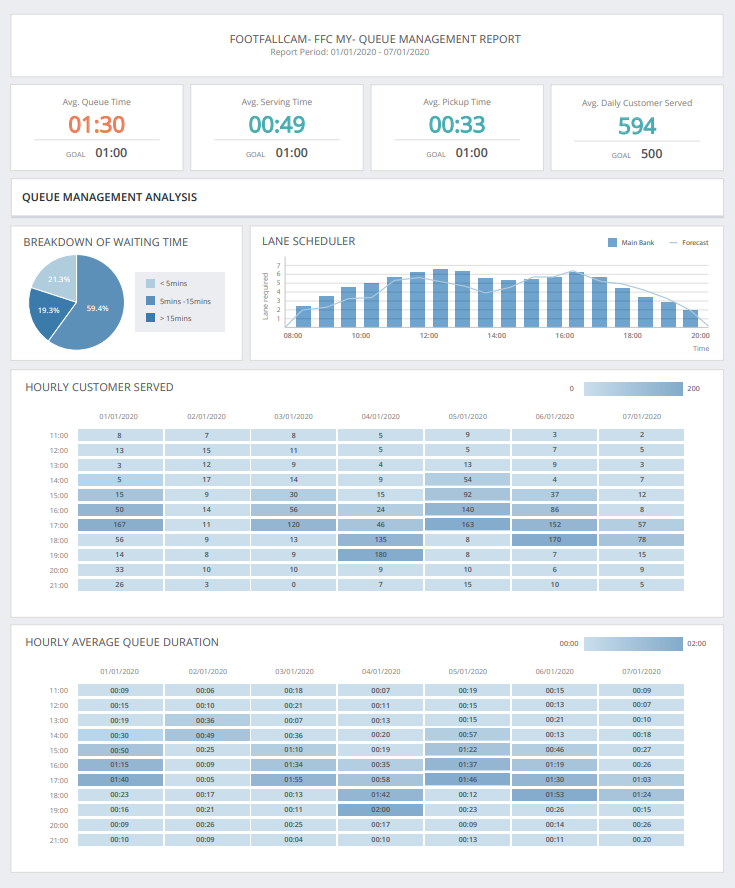 FOOTFALLCAM- FFC MY- QUEUE MANAGEMENT REPORT
Report Period: 01/01/2020 - 07/01/2020
Avg. Queue Time
01:30
GOAL 01:00
Avg. Serving Time
00:49
GOAL 01:00
Avg. Pickup Time
00:33
GOAL 01:00
Avg. Daily Customer Served
594
GOAL 500
QUEUE MANAGEMENT ANALYSIS
BREAKDOWN OF WAITING TIME
21.3%
19.3%
59.4%
< 5mins
5mins -15mins
> 15mins
LANE SCHEDULER
Main Bank
Forecast
Lane required
7
6
5
4
3
2
1
08:00 10:00 12:00 14:00 16:00 18:00 20:00
Time
HOURLY CUSTOMER SERVED
0 200
01/01/2020 02/01/2020 03/01/2020 04/01/2020 05/01/2020 06/01/2020 07/01/2020
11:00 8 7 8 5 9 3 2
12:00 13 15 11 5 5 7 5
13:00 3 12 9 4 13 9 3
14:00 5 17 14 9 54 4 7
15:00 15 9 30 15 92 37 12
16:00 50 14 56 24 140 86 8
17:00 167 11 120 46 163 152 57
18:00 56 9 13 135 8 170 78
19:00 14 8 9 180 8 7 15
20:00 33 10 10 9 10 6 9
21:00 26 3 0 7 15 10 5
HOURLY AVERAGE QUEUE DURATION
00:00 02:00
01/01/2020 02/01/2020 03/01/2020 04/01/2020 05/01/2020 06/01/2020 07/01/2020
11:00 00:09 00:06 00:18 00:07 00:19 00:15 00:09
12:00 00:15 00:10 00:21 00:11 00:15 00:13 00:07
13:00 00:19 00:36 00:07 00:13 00:15 00:21 00:10
14:00 00:30 00:49 00:36 00:20 00:57 00:13 00:18
15:00 00:50 00:25 01:10 00:19 01:22 00:46 00:27
16:00 01:15 00:09 01:34 00:35 01:37 01:19 00:26
17:00 01:40 00:05 01:55 00:58 01:46 01:30 01:03
18:00 00:23 00:17 00:13 01:42 00:12 01:53 01:24
19:00 00:16 00:21 00:11 02:00 00:23 00:26 00:15
20:00 00:09 00:26 00:25 00:17 00:09 00:14 00:26
21:00 00:10 00:09 00:04 00:10 00:13 00:11 00.20